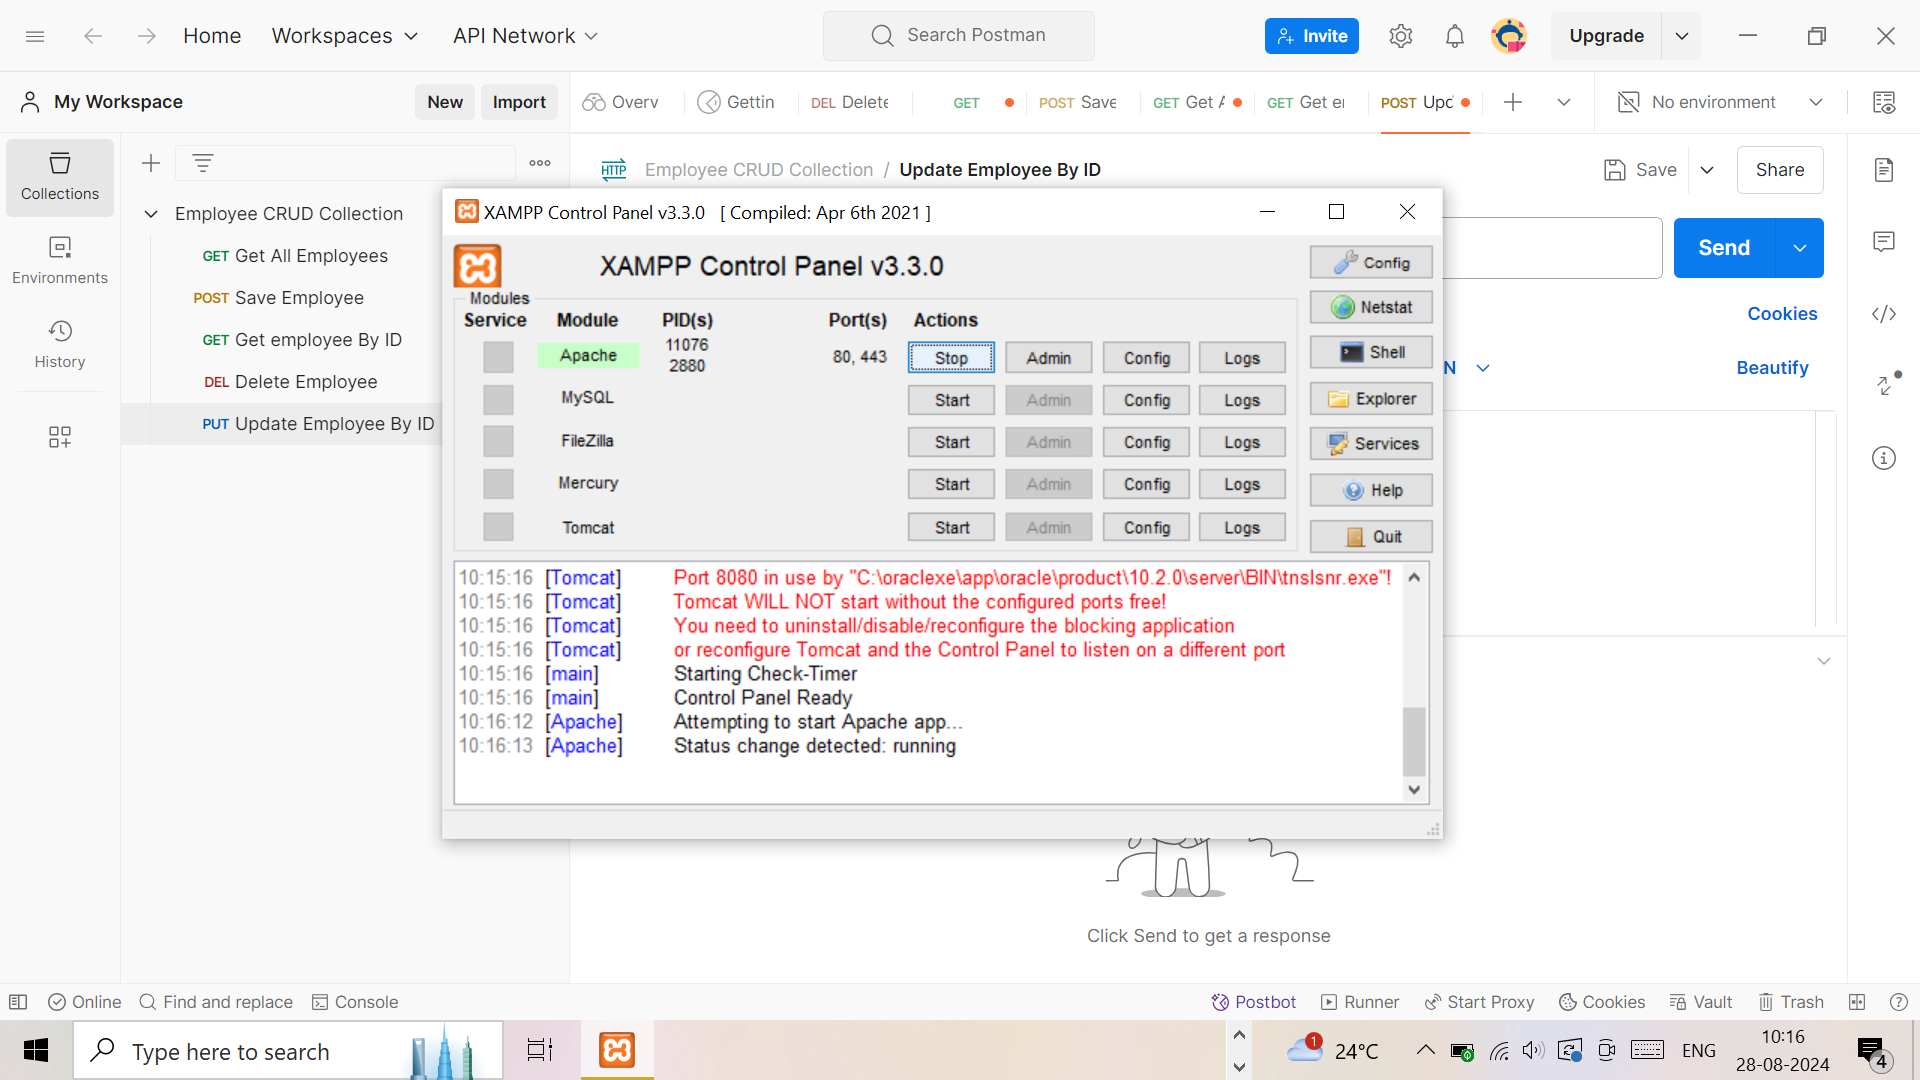 Home Workspaces API Network Search Postman Invite Upgrade
My Workspace New Import Overv Gettin DEL Delete GET POST Save GET Get A GET Get er POST Upd No environment
Collections
Environments
History
Employee CRUD Collection
GET Get All Employees
POST Save Employee
GET Get employee By ID
DEL Delete Employee
PUT Update Employee By ID
HTTP Employee CRUD Collection / Update Employee By ID Save Share
Send
Cookies
N Beautify
XAMPP Control Panel v3.3.0 [ Compiled: Apr 6th 2021 ]
XAMPP Control Panel v3.3.0
Modules
Service Module PID(s) Port(s) Actions
Apache 11076 2880 80, 443 Stop Admin Config Logs
MySQL Start Admin Config Logs
FileZilla Start Admin Config Logs
Mercury Start Admin Config Logs
Tomcat Start Admin Config Logs
Config
Netstat
Shell
Explorer
Services
Help
Quit
10:15:16 [Tomcat] Port 8080 in use by "C:\oraclexe\app\oracle\product\10.2.0\server\BIN\tnslsnr.exe"!
10:15:16 [Tomcat] Tomcat WILL NOT start without the configured ports free!
10:15:16 [Tomcat] You need to uninstall/disable/reconfigure the blocking application
10:15:16 [Tomcat] or reconfigure Tomcat and the Control Panel to listen on a different port
10:15:16 [main] Starting Check-Timer
10:15:16 [main] Control Panel Ready
10:16:12 [Apache] Attempting to start Apache app...
10:16:13 [Apache] Status change detected: running
Click Send to get a response
Online Find and replace Console Postbot Runner Start Proxy Cookies Vault Trash
Type here to search 1 24°C ENG 10:16
28-08-2024 4